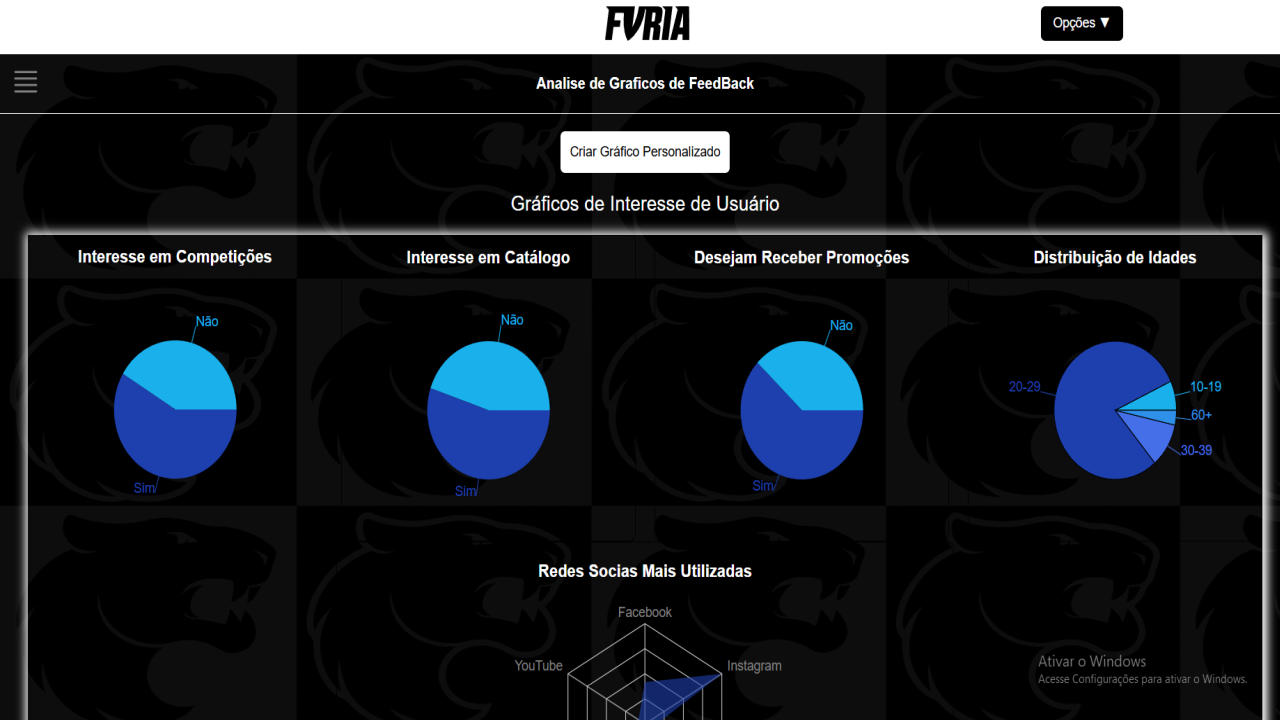 FVRIA
Opções ▼
Analise de Graficos de FeedBack
Criar Gráfico Personalizado
Gráficos de Interesse de Usuário
Interesse em Competições
Interesse em Catálogo
Desejam Receber Promoções
Distribuição de Idades
Não
Sim
Não
Sim
Não
Sim
20-29
10-19
60+
30-39
Redes Socias Mais Utilizadas
Facebook
YouTube
Instagram
Ativar o Windows
Acesse Configurações para ativar o Windows.